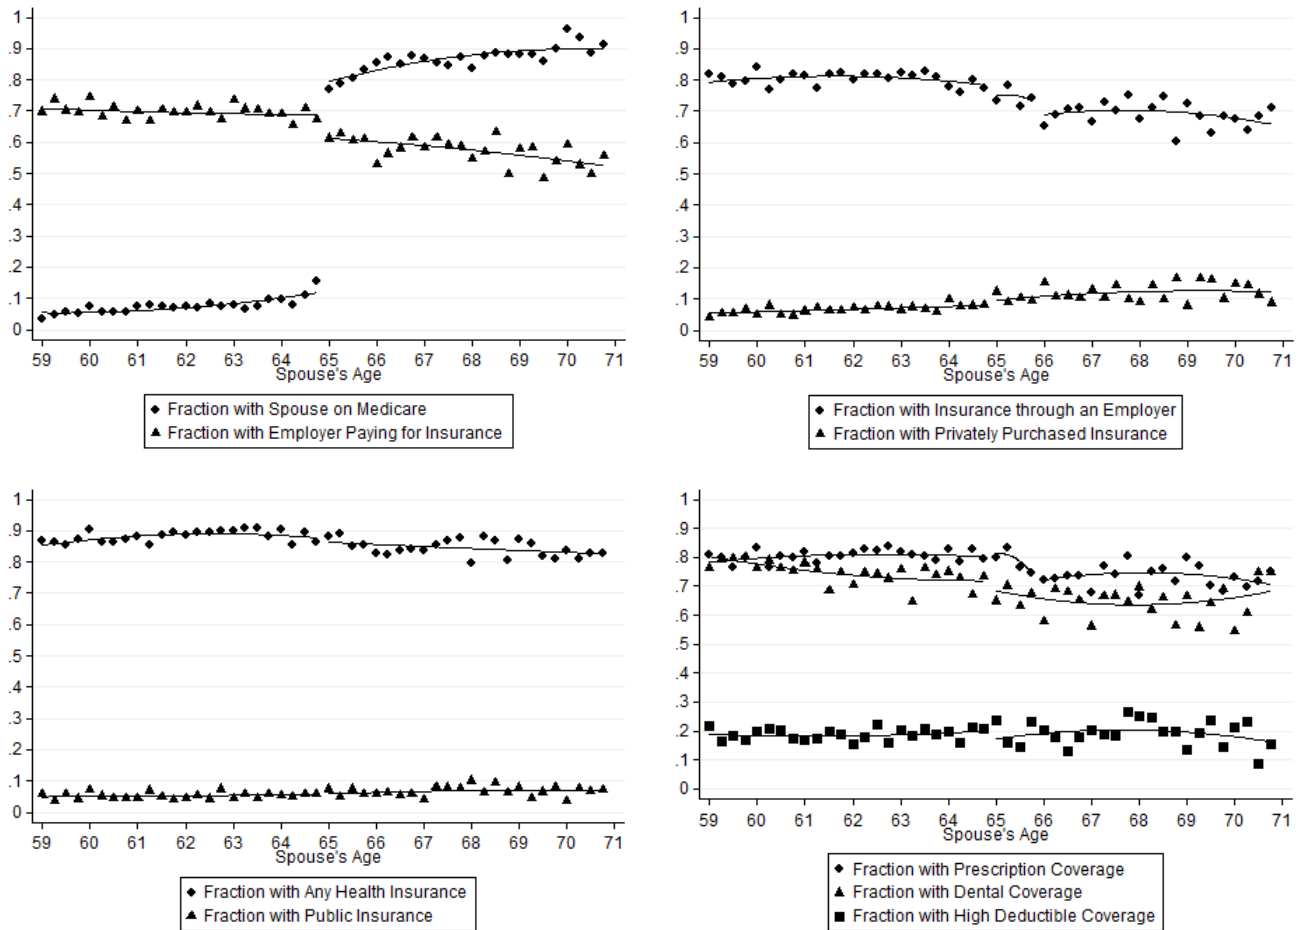 1
.9
.8
.7
.6
.5
.4
.3
.2
.1
0
59 60 61 62 63 64 65 66 67 68 69 70 71
Spouse's Age
Fraction with Spouse on Medicare
Fraction with Employer Paying for Insurance
1
.9
.8
.7
.6
.5
.4
.3
.2
.1
0
59 60 61 62 63 64 65 66 67 68 69 70 71
Spouse's Age
Fraction with Insurance through an Employer
Fraction with Privately Purchased Insurance
1
.9
.8
.7
.6
.5
.4
.3
.2
.1
0
59 60 61 62 63 64 65 66 67 68 69 70 71
Spouse's Age
Fraction with Any Health Insurance
Fraction with Public Insurance
1
.9
.8
.7
.6
.5
.4
.3
.2
.1
0
59 60 61 62 63 64 65 66 67 68 69 70 71
Spouse's Age
Fraction with Prescription Coverage
Fraction with Dental Coverage
Fraction with High Deductible Coverage